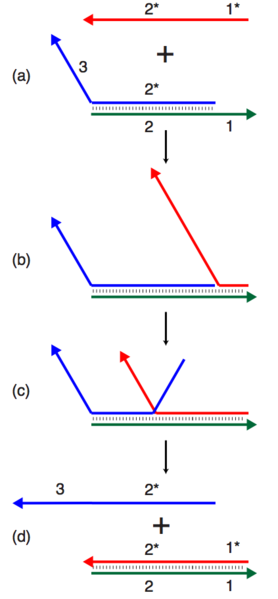 2* 1*
+
(a)
3
2*
2 1
(b)
(c)
3 2*
(d) +
2* 1*
2 1